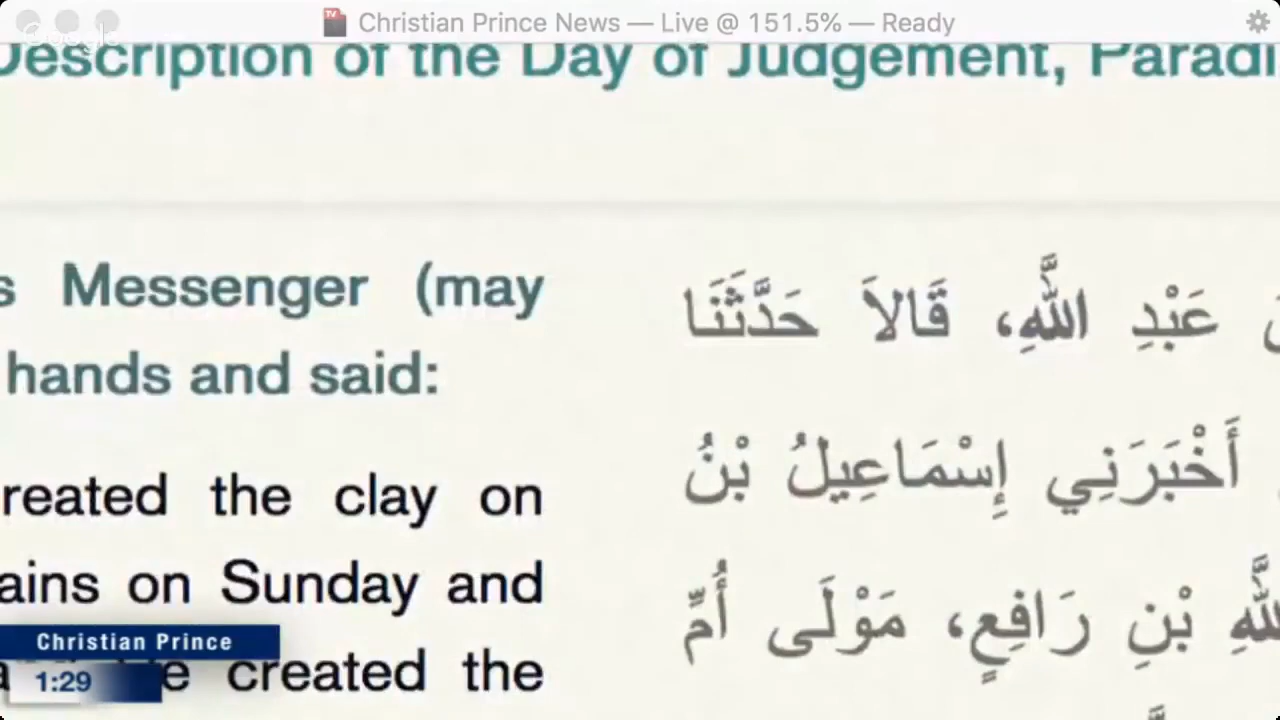 Christian Prince News — Live @ 151.5% — Ready
Google
Description of the Day of Judgement, Paradi
s Messenger (may
hands and said:
reated the clay on
ains on Sunday and
e created the
عَبْدِ اللَّهِ، قَالاَ حَدَّثَنَا
أَخْبَرَنِي إِسْمَاعِيلُ بْنُ
اللَّهِ بْنِ رَافِعٍ، مَوْلَى أُمِّ
Christian Prince
1:29